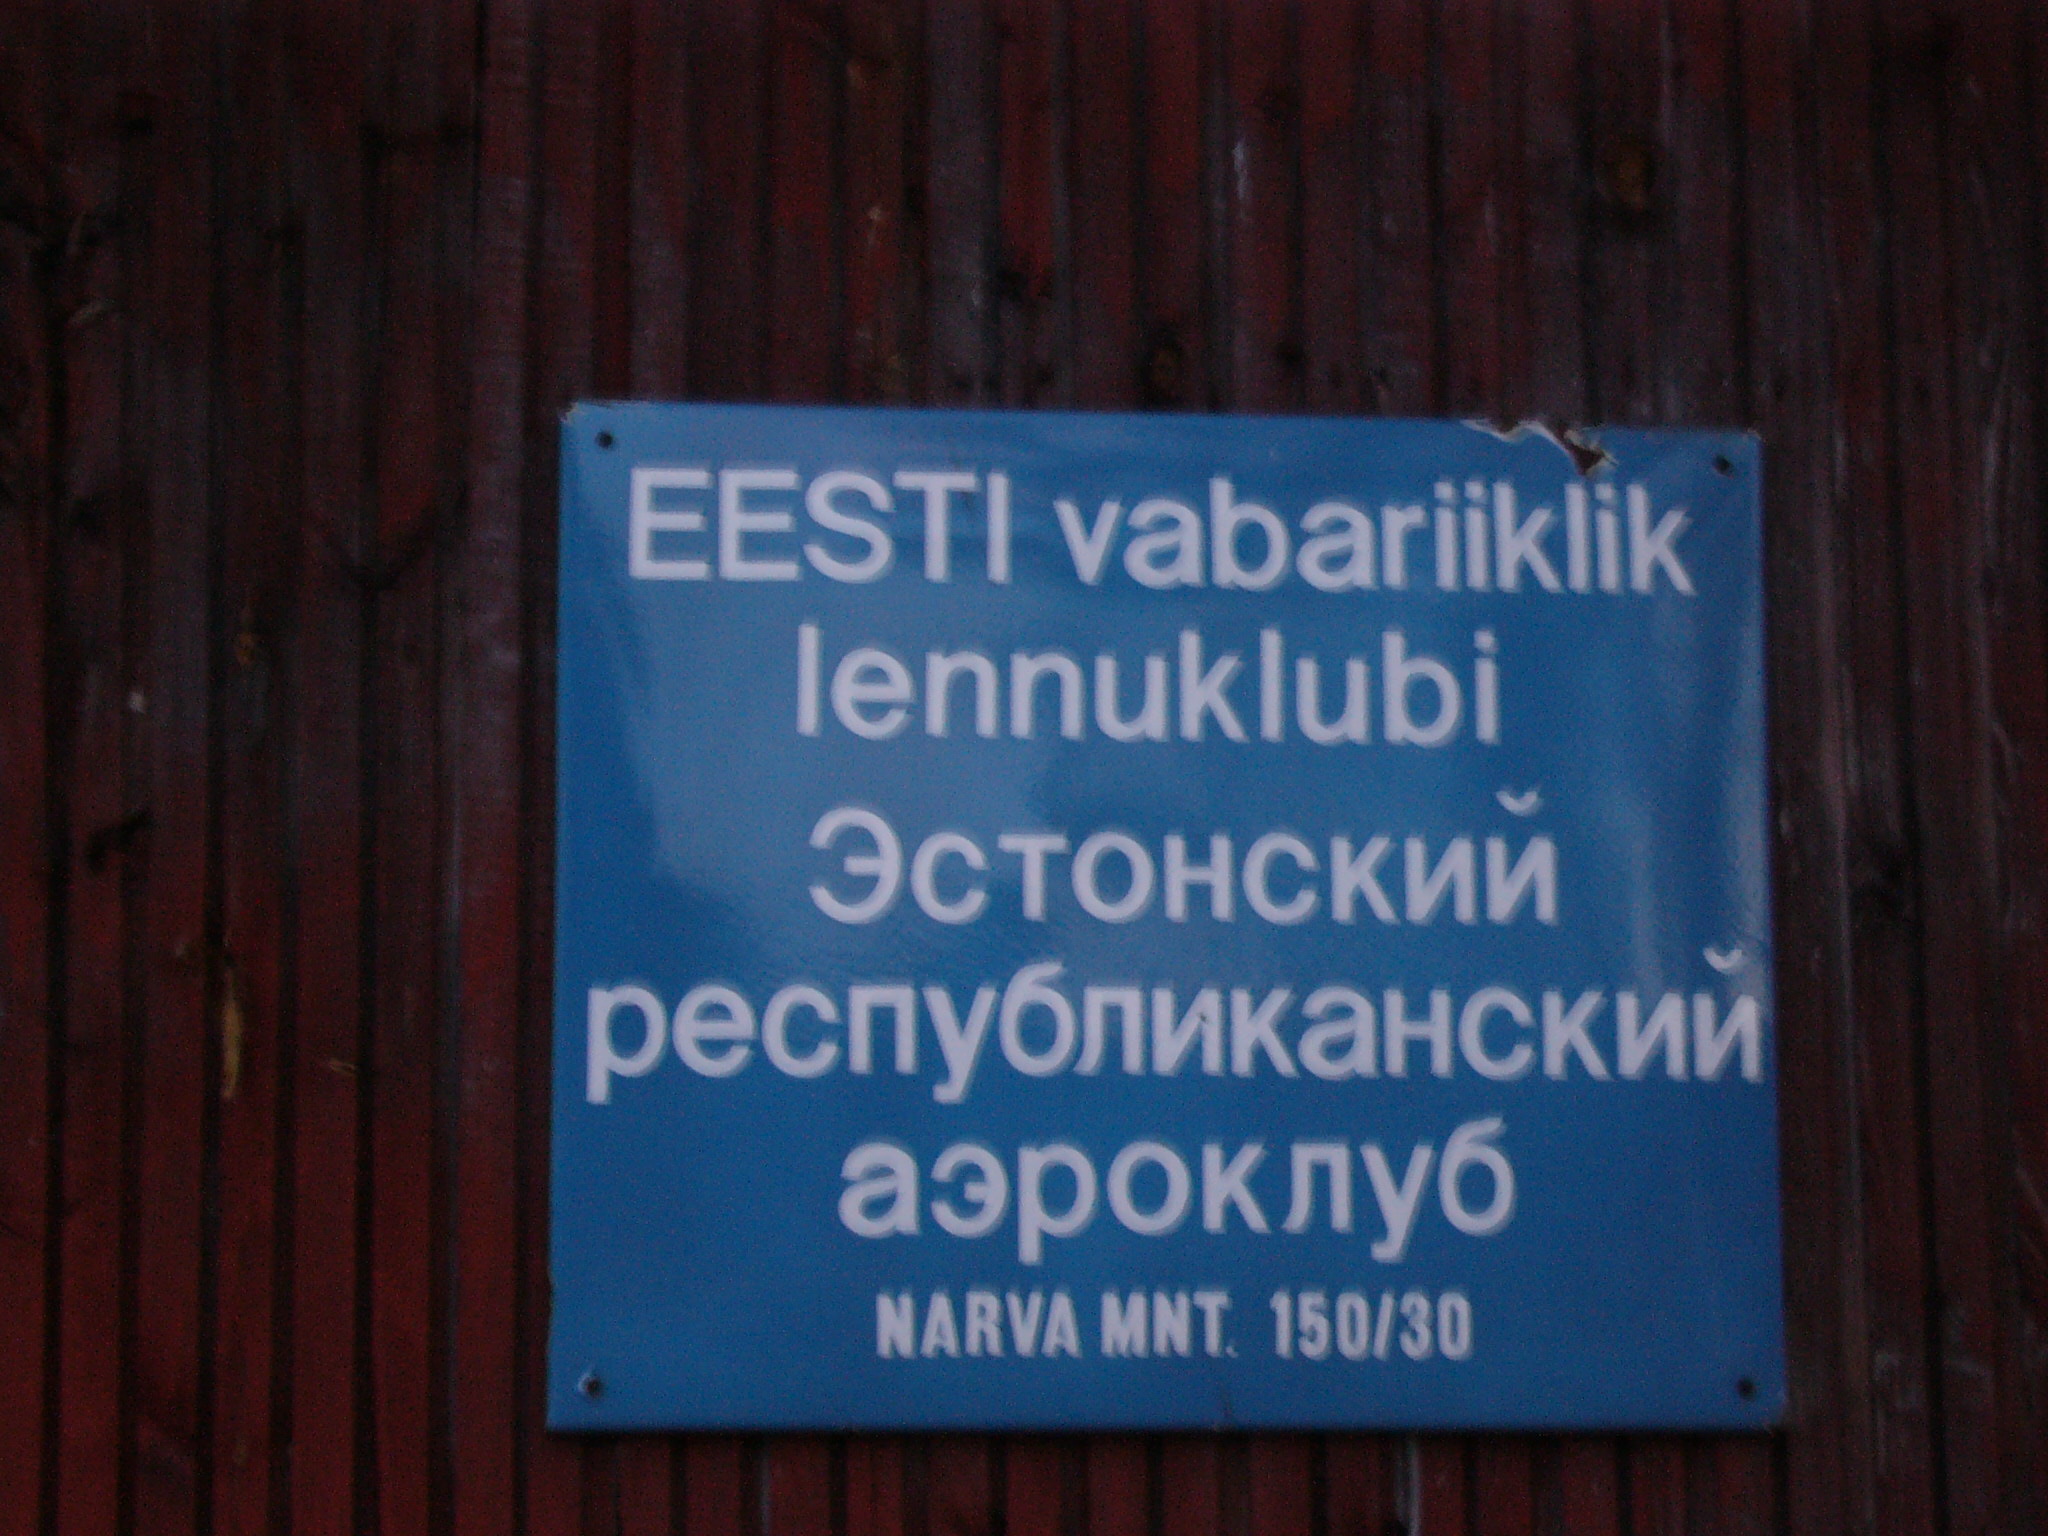 EESTI vabariiklik
lennuklubi
Эстонский
республиканский
аэроклуб
NARVA MNT. 150/30